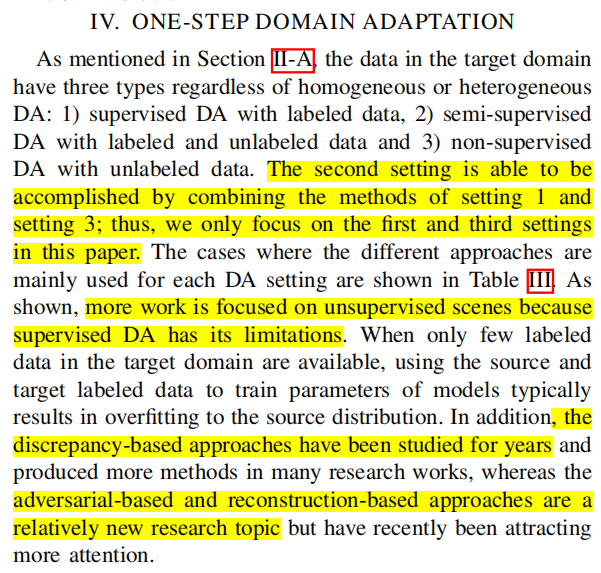 IV. ONE-STEP DOMAIN ADAPTATION
As mentioned in Section II-A, the data in the target domain
have three types regardless of homogeneous or heterogeneous
DA: 1) supervised DA with labeled data, 2) semi-supervised
DA with labeled and unlabeled data and 3) non-supervised
DA with unlabeled data. The second setting is able to be
accomplished by combining the methods of setting 1 and
setting 3; thus, we only focus on the first and third settings
in this paper. The cases where the different approaches are
mainly used for each DA setting are shown in Table III. As
shown, more work is focused on unsupervised scenes because
supervised DA has its limitations. When only few labeled
data in the target domain are available, using the source and
target labeled data to train parameters of models typically
results in overfitting to the source distribution. In addition, the
discrepancy-based approaches have been studied for years and
produced more methods in many research works, whereas the
adversarial-based and reconstruction-based approaches are a
relatively new research topic but have recently been attracting
more attention.